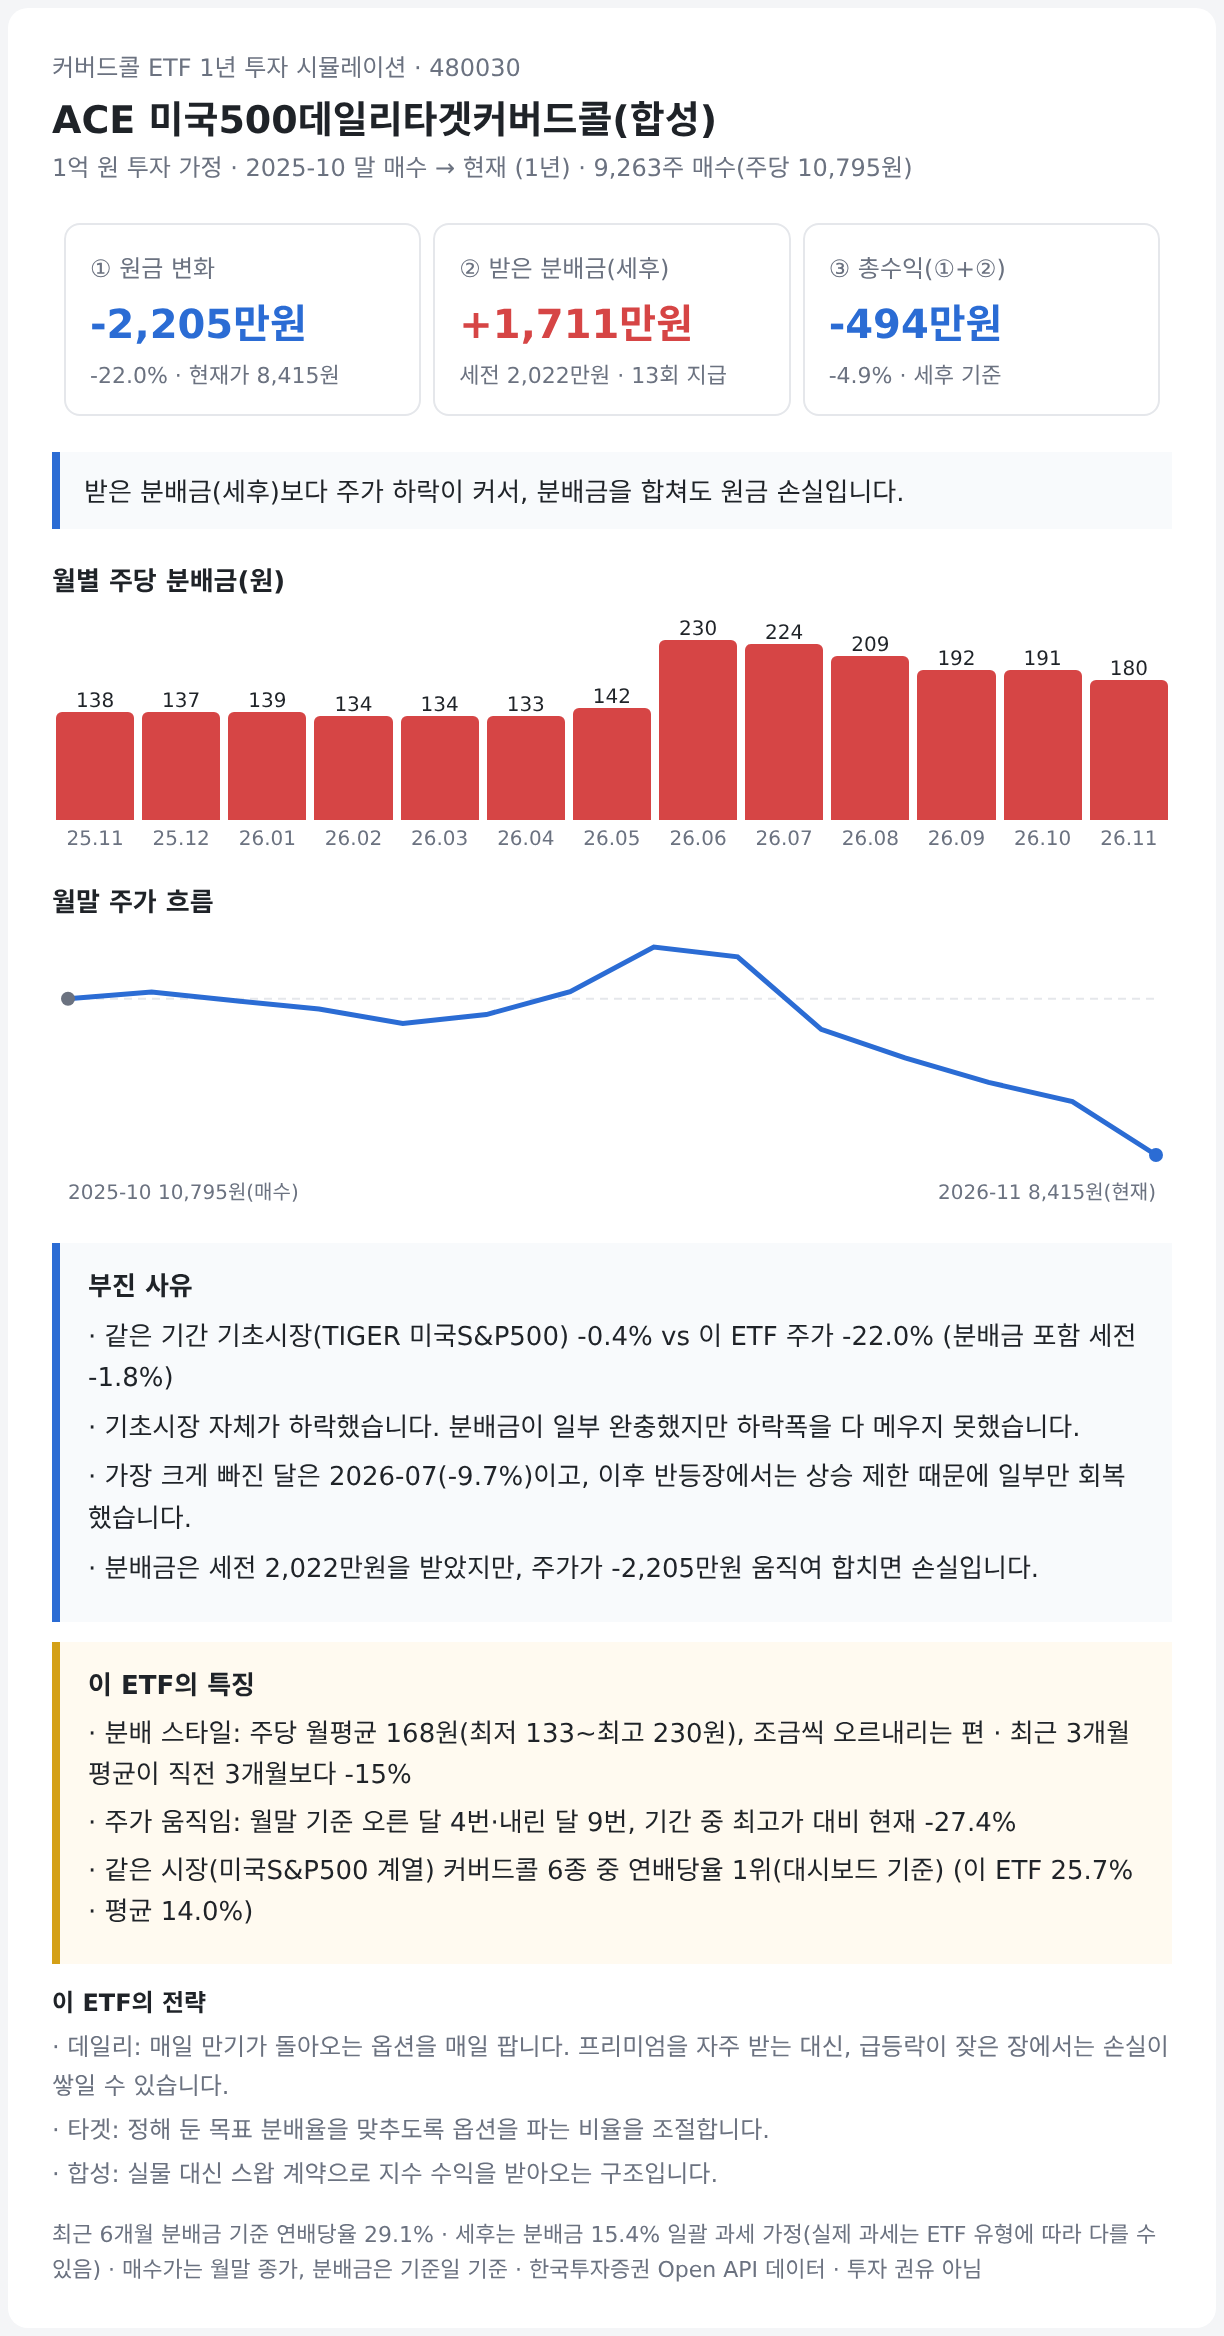 커버드콜 ETF 1년 투자 시뮬레이션 · 480030
ACE 미국500데일리타겟커버드콜(합성)
1억 원 투자 가정 · 2025-10 말 매수 → 현재 (1년) · 9,263주 매수(주당 10,795원)
① 원금 변화
-2,205만원
-22.0% · 현재가 8,415원
② 받은 분배금(세후)
+1,711만원
세전 2,022만원 · 13회 지급
③ 총수익(①+②)
-494만원
-4.9% · 세후 기준
받은 분배금(세후)보다 주가 하락이 커서, 분배금을 합쳐도 원금 손실입니다.
월별 주당 분배금(원)
138 137 139 134 134 133 142 230 224 209 192 191 180
25.11 25.12 26.01 26.02 26.03 26.04 26.05 26.06 26.07 26.08 26.09 26.10 26.11
월말 주가 흐름
2025-10 10,795원(매수) 2026-11 8,415원(현재)
부진 사유
· 같은 기간 기초시장(TIGER 미국S&P500) -0.4% vs 이 ETF 주가 -22.0% (분배금 포함 세전
-1.8%)
· 기초시장 자체가 하락했습니다. 분배금이 일부 완충했지만 하락폭을 다 메우지 못했습니다.
· 가장 크게 빠진 달은 2026-07(-9.7%)이고, 이후 반등장에서는 상승 제한 때문에 일부만 회복
했습니다.
· 분배금은 세전 2,022만원을 받았지만, 주가가 -2,205만원 움직여 합치면 손실입니다.
이 ETF의 특징
· 분배 스타일: 주당 월평균 168원(최저 133~최고 230원), 조금씩 오르내리는 편 · 최근 3개월
평균이 직전 3개월보다 -15%
· 주가 움직임: 월말 기준 오른 달 4번·내린 달 9번, 기간 중 최고가 대비 현재 -27.4%
· 같은 시장(미국S&P500 계열) 커버드콜 6종 중 연배당율 1위(대시보드 기준) (이 ETF 25.7%
· 평균 14.0%)
이 ETF의 전략
· 데일리: 매일 만기가 돌아오는 옵션을 매일 팝니다. 프리미엄을 자주 받는 대신, 급등락이 잦은 장에서는 손실이
쌓일 수 있습니다.
· 타겟: 정해 둔 목표 분배율을 맞추도록 옵션을 파는 비율을 조절합니다.
· 합성: 실물 대신 스왑 계약으로 지수 수익을 받아오는 구조입니다.
최근 6개월 분배금 기준 연배당율 29.1% · 세후는 분배금 15.4% 일괄 과세 가정(실제 과세는 ETF 유형에 따라 다를 수
있음) · 매수가는 월말 종가, 분배금은 기준일 기준 · 한국투자증권 Open API 데이터 · 투자 권유 아님